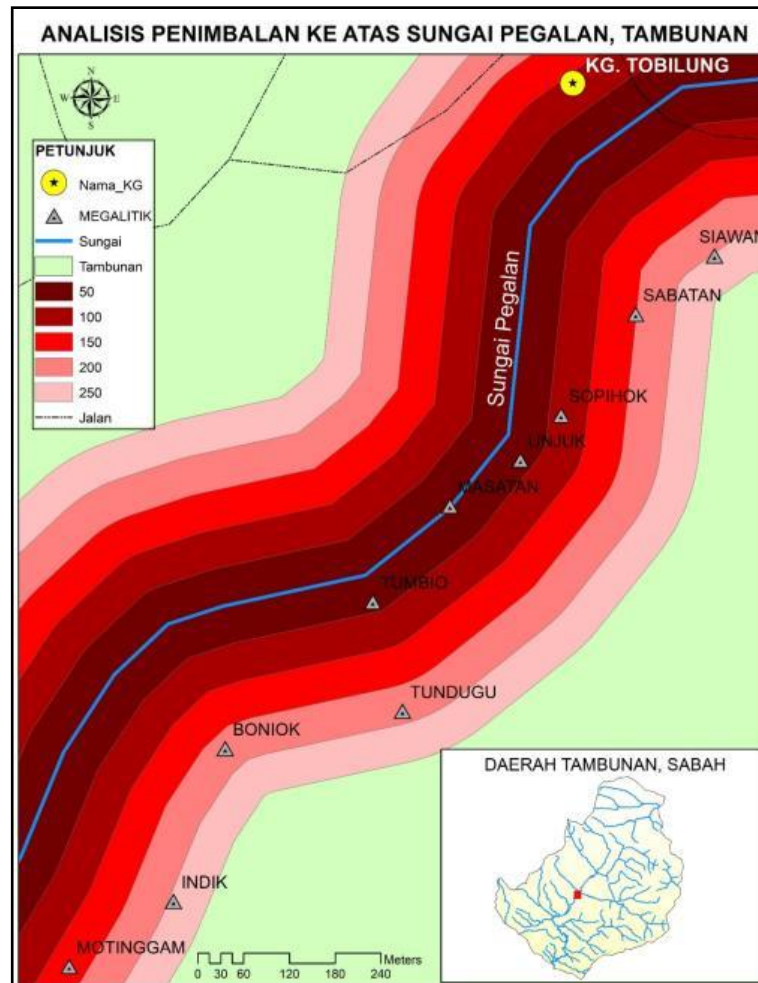 ANALISIS PENIMBALAN KE ATAS SUNGAI PEGALAN, TAMBUNAN
KG. TOBILUNG
N
W E
S
PETUNJUK
Nama_KG
MEGALITIK
Sungai
Tambunan
50
100
150
200
250
Jalan
SIAWAN
SABATAN
Sungai Pegalan
SOPIHOK
LINJUK
MASATAN
TUMBIO
TUNDUGU
BONIOK
INDIK
MOTINGGAM
Meters
0 15 30 60 120 180 240
DAERAH TAMBUNAN, SABAH